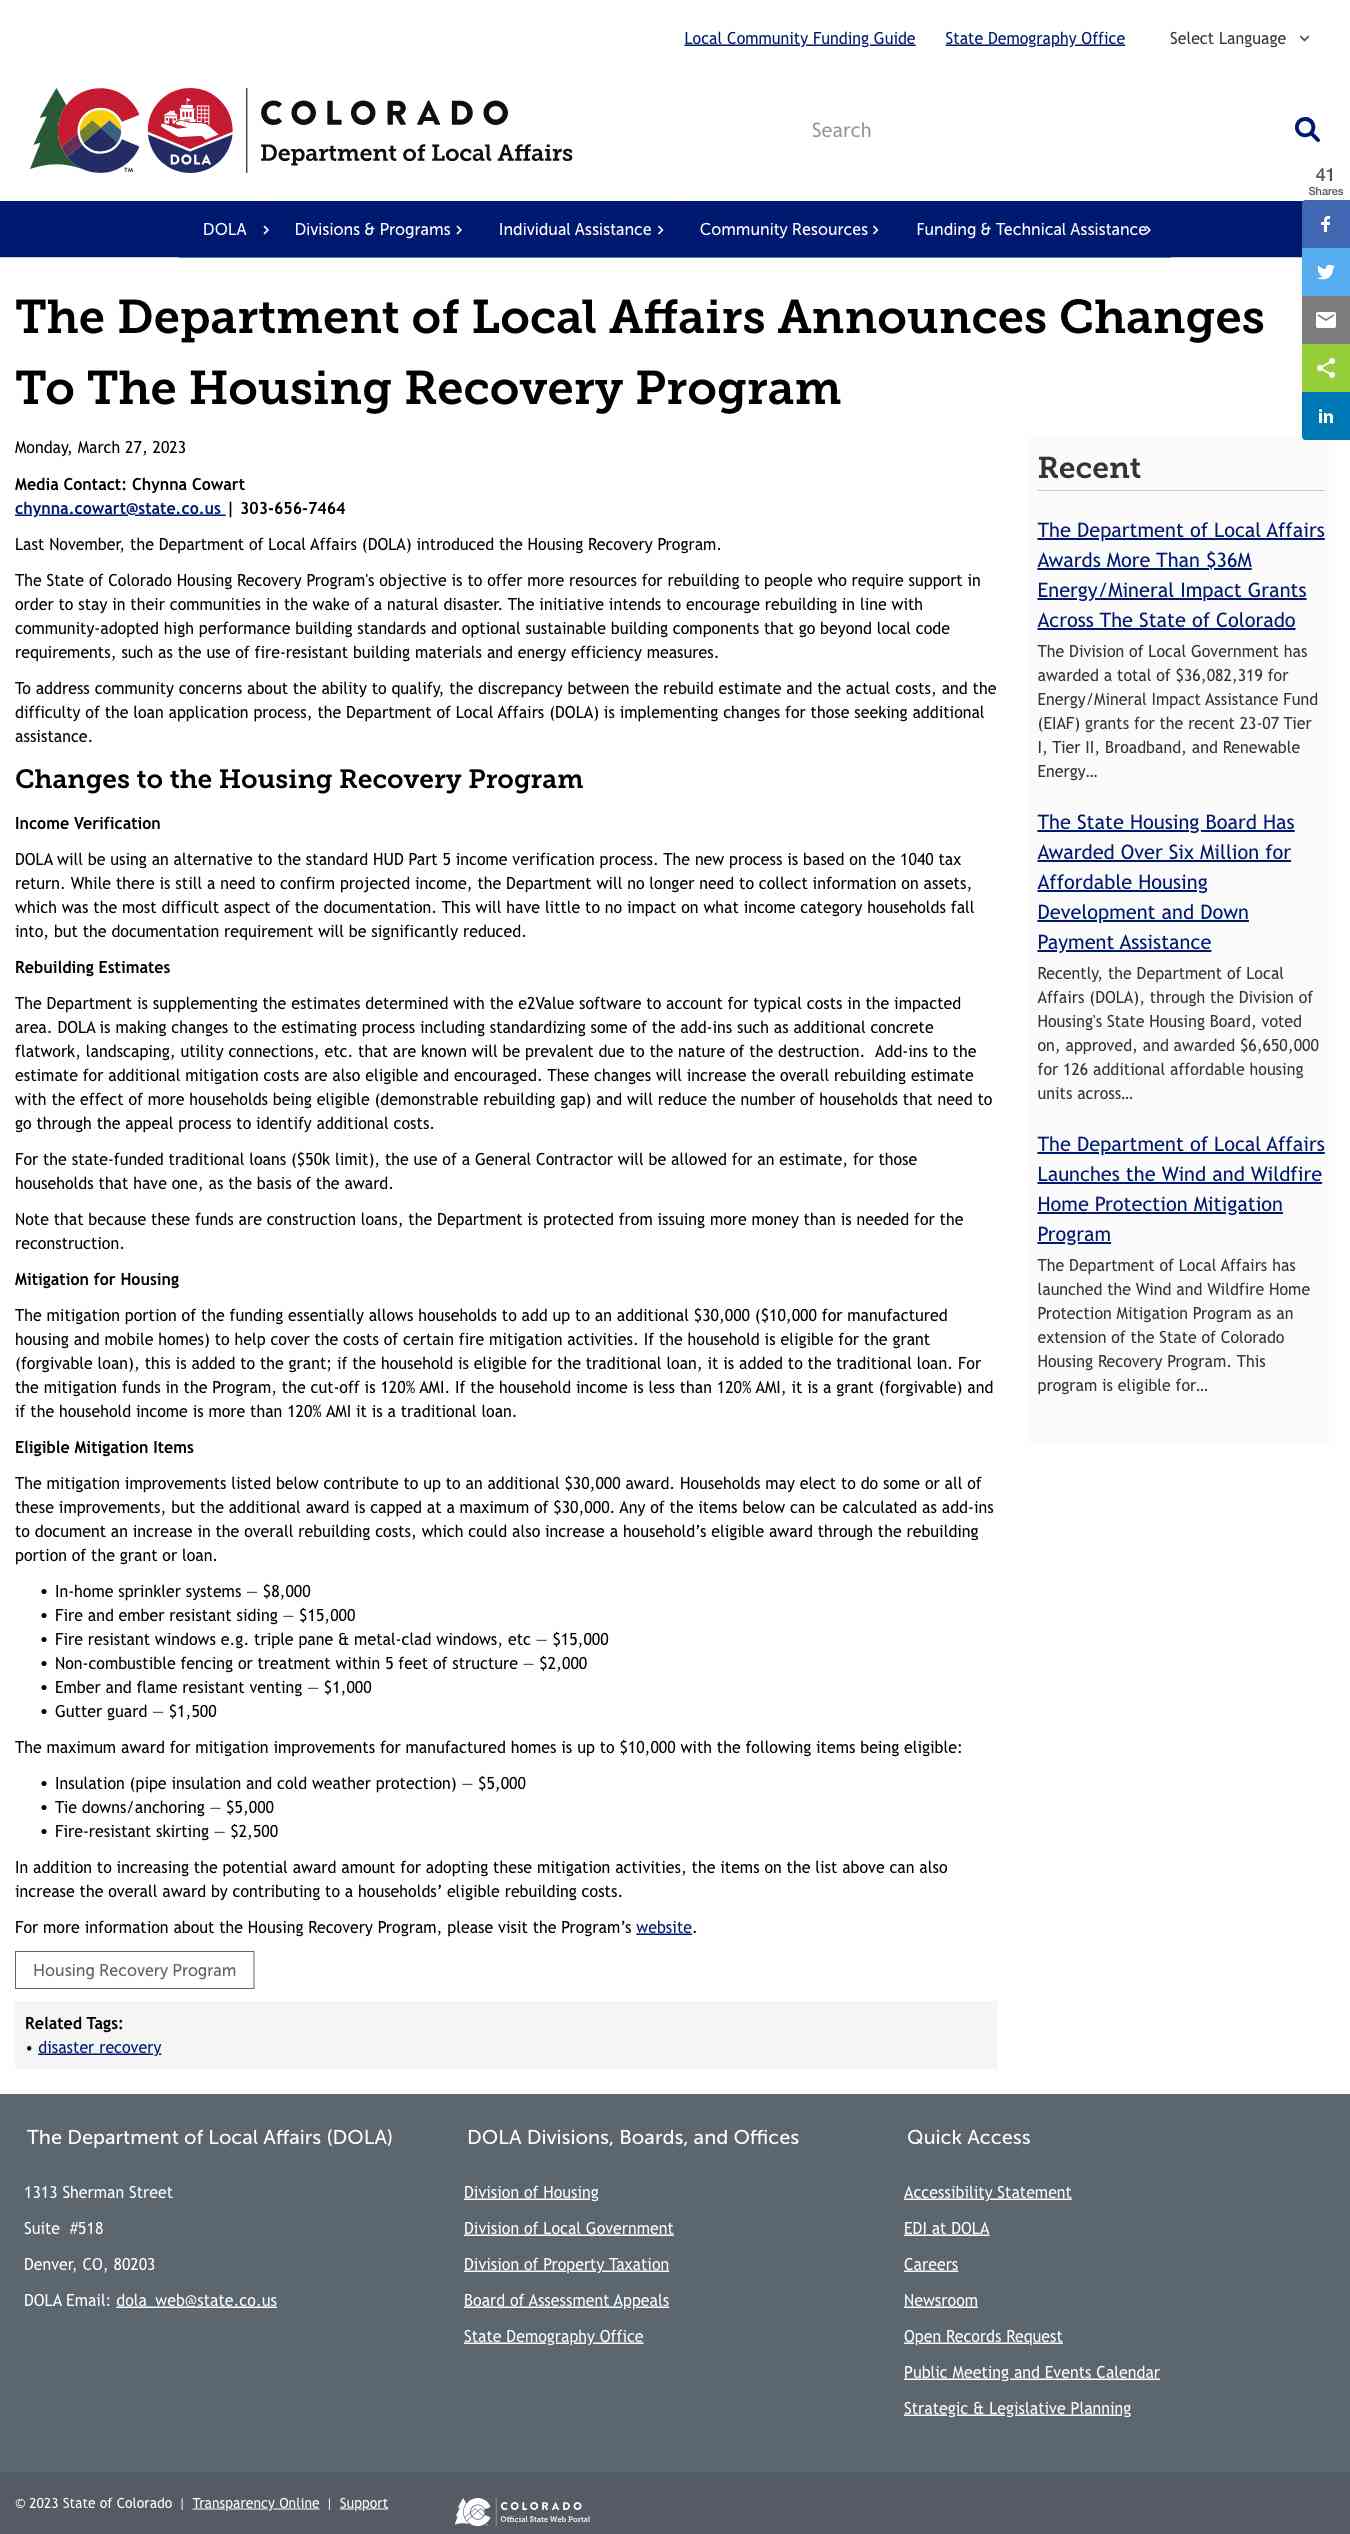 Local Community Funding Guide State Demography Office Select Language
COLORADO
Department of Local Affairs
DOLA
TM
Search
41
Shares
DOLA Divisions & Programs Individual Assistance Community Resources Funding & Technical Assistance
The Department of Local Affairs Announces Changes
To The Housing Recovery Program
Monday, March 27, 2023
Media Contact: Chynna Cowart
chynna.cowart@state.co.us | 303-656-7464
Last November, the Department of Local Affairs (DOLA) introduced the Housing Recovery Program.
The State of Colorado Housing Recovery Program's objective is to offer more resources for rebuilding to people who require support in
order to stay in their communities in the wake of a natural disaster. The initiative intends to encourage rebuilding in line with
community-adopted high performance building standards and optional sustainable building components that go beyond local code
requirements, such as the use of fire-resistant building materials and energy efficiency measures.
To address community concerns about the ability to qualify, the discrepancy between the rebuild estimate and the actual costs, and the
difficulty of the loan application process, the Department of Local Affairs (DOLA) is implementing changes for those seeking additional
assistance.
Changes to the Housing Recovery Program
Income Verification
DOLA will be using an alternative to the standard HUD Part 5 income verification process. The new process is based on the 1040 tax
return. While there is still a need to confirm projected income, the Department will no longer need to collect information on assets,
which was the most difficult aspect of the documentation. This will have little to no impact on what income category households fall
into, but the documentation requirement will be significantly reduced.
Rebuilding Estimates
The Department is supplementing the estimates determined with the e2Value software to account for typical costs in the impacted
area. DOLA is making changes to the estimating process including standardizing some of the add-ins such as additional concrete
flatwork, landscaping, utility connections, etc. that are known will be prevalent due to the nature of the destruction.  Add-ins to the
estimate for additional mitigation costs are also eligible and encouraged. These changes will increase the overall rebuilding estimate
with the effect of more households being eligible (demonstrable rebuilding gap) and will reduce the number of households that need to
go through the appeal process to identify additional costs.
For the state-funded traditional loans ($50k limit), the use of a General Contractor will be allowed for an estimate, for those
households that have one, as the basis of the award.
Note that because these funds are construction loans, the Department is protected from issuing more money than is needed for the
reconstruction.
Mitigation for Housing
The mitigation portion of the funding essentially allows households to add up to an additional $30,000 ($10,000 for manufactured
housing and mobile homes) to help cover the costs of certain fire mitigation activities. If the household is eligible for the grant
(forgivable loan), this is added to the grant; if the household is eligible for the traditional loan, it is added to the traditional loan. For
the mitigation funds in the Program, the cut-off is 120% AMI. If the household income is less than 120% AMI, it is a grant (forgivable) and
if the household income is more than 120% AMI it is a traditional loan.
Eligible Mitigation Items
The mitigation improvements listed below contribute to up to an additional $30,000 award. Households may elect to do some or all of
these improvements, but the additional award is capped at a maximum of $30,000. Any of the items below can be calculated as add-ins
to document an increase in the overall rebuilding costs, which could also increase a household’s eligible award through the rebuilding
portion of the grant or loan.
• In-home sprinkler systems — $8,000
• Fire and ember resistant siding — $15,000
• Fire resistant windows e.g. triple pane & metal-clad windows, etc — $15,000
• Non-combustible fencing or treatment within 5 feet of structure — $2,000
• Ember and flame resistant venting — $1,000
• Gutter guard — $1,500
The maximum award for mitigation improvements for manufactured homes is up to $10,000 with the following items being eligible:
• Insulation (pipe insulation and cold weather protection) — $5,000
• Tie downs/anchoring — $5,000
• Fire-resistant skirting — $2,500
In addition to increasing the potential award amount for adopting these mitigation activities, the items on the list above can also
increase the overall award by contributing to a households’ eligible rebuilding costs.
For more information about the Housing Recovery Program, please visit the Program’s website.
Housing Recovery Program
Related Tags:
• disaster recovery
Recent
The Department of Local Affairs
Awards More Than $36M
Energy/Mineral Impact Grants
Across The State of Colorado
The Division of Local Government has
awarded a total of $36,082,319 for
Energy/Mineral Impact Assistance Fund
(EIAF) grants for the recent 23-07 Tier
I, Tier II, Broadband, and Renewable
Energy…
The State Housing Board Has
Awarded Over Six Million for
Affordable Housing
Development and Down
Payment Assistance
Recently, the Department of Local
Affairs (DOLA), through the Division of
Housing's State Housing Board, voted
on, approved, and awarded $6,650,000
for 126 additional affordable housing
units across…
The Department of Local Affairs
Launches the Wind and Wildfire
Home Protection Mitigation
Program
The Department of Local Affairs has
launched the Wind and Wildfire Home
Protection Mitigation Program as an
extension of the State of Colorado
Housing Recovery Program. This
program is eligible for…
The Department of Local Affairs (DOLA)
1313 Sherman Street
Suite  #518
Denver, CO, 80203
DOLA Email: dola_web@state.co.us
DOLA Divisions, Boards, and Offices
Division of Housing
Division of Local Government
Division of Property Taxation
Board of Assessment Appeals
State Demography Office
Quick Access
Accessibility Statement
EDI at DOLA
Careers
Newsroom
Open Records Request
Public Meeting and Events Calendar
Strategic & Legislative Planning
© 2023 State of Colorado | Transparency Online | Support
COLORADO
Official State Web Portal